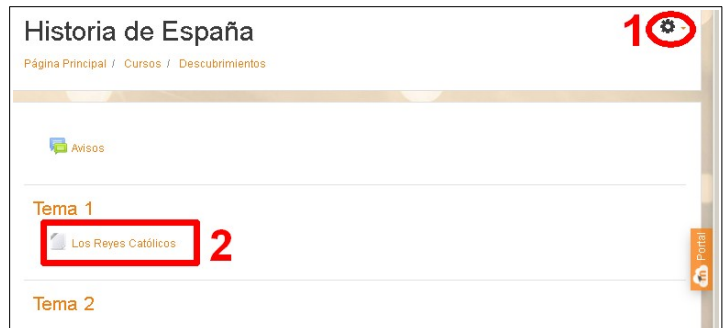 Historia de España
1
Página Principal / Cursos / Descubrimientos
Avisos
Tema 1
Los Reyes Católicos
2
Portal
Tema 2